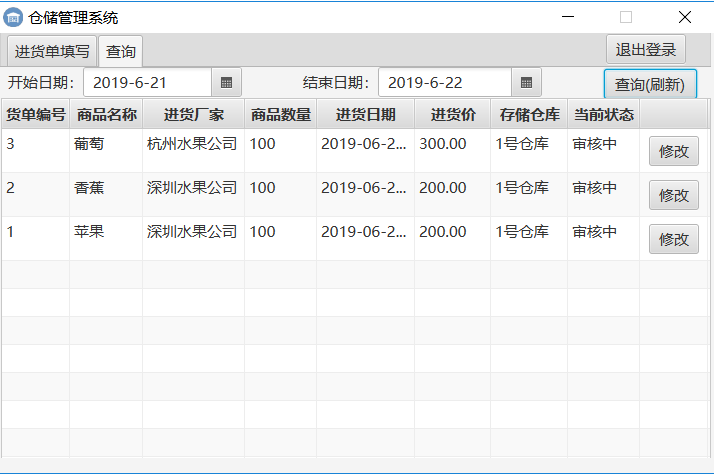 仓储管理系统
进货单填写 查询 退出登录
开始日期： 2019-6-21 结束日期： 2019-6-22 查询(刷新)
货单编号 商品名称 进货厂家 商品数量 进货日期 进货价 存储仓库 当前状态
3 葡萄 杭州水果公司 100 2019-06-2... 300.00 1号仓库 审核中 修改
2 香蕉 深圳水果公司 100 2019-06-2... 200.00 1号仓库 审核中 修改
1 苹果 深圳水果公司 100 2019-06-2... 200.00 1号仓库 审核中 修改